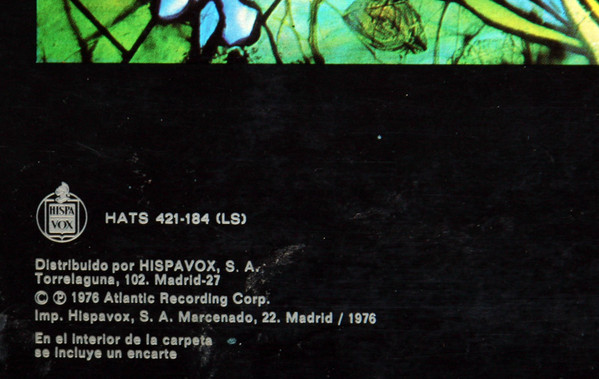 HISPA
VOX
HATS 421-184 (LS)
Distribuido por HISPAVOX, S. A.
Torrelaguna, 102. Madrid-27
© ℗ 1976 Atlantic Recording Corp.
Imp. Hispavox, S. A. Marcenado, 22. Madrid / 1976
En el interior de la carpeta
se incluye un encarte